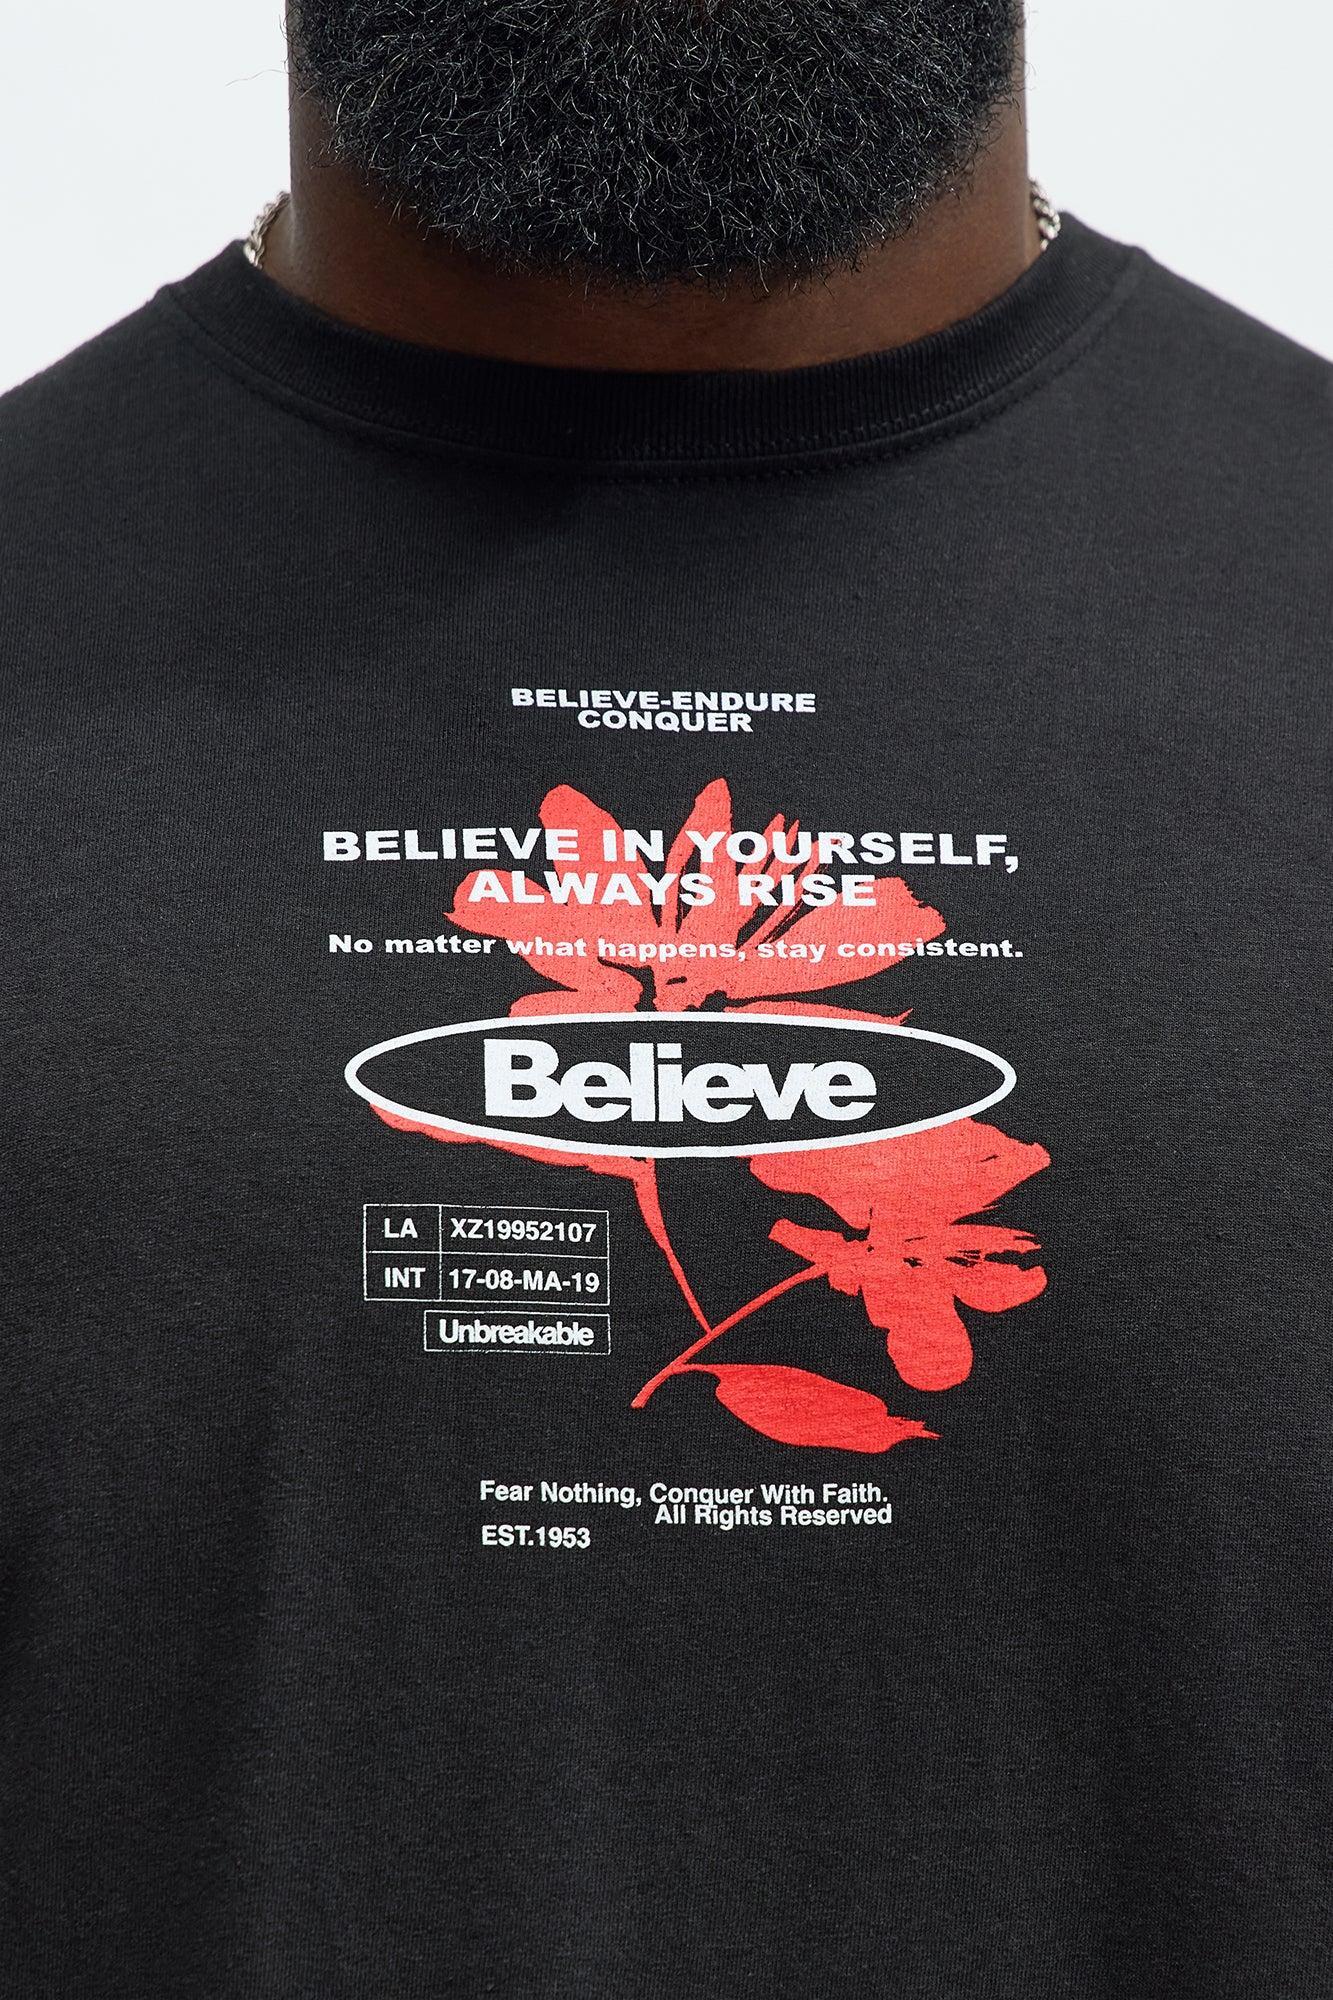 BELIEVE-ENDURE
CONQUER
BELIEVE IN YOURSELF,
ALWAYS RISE
No matter what happens, stay consistent.
Believe
LA XZ19952107
INT 17-08-MA-19
Unbreakable
Fear Nothing, Conquer With Faith.
All Rights Reserved
EST.1953